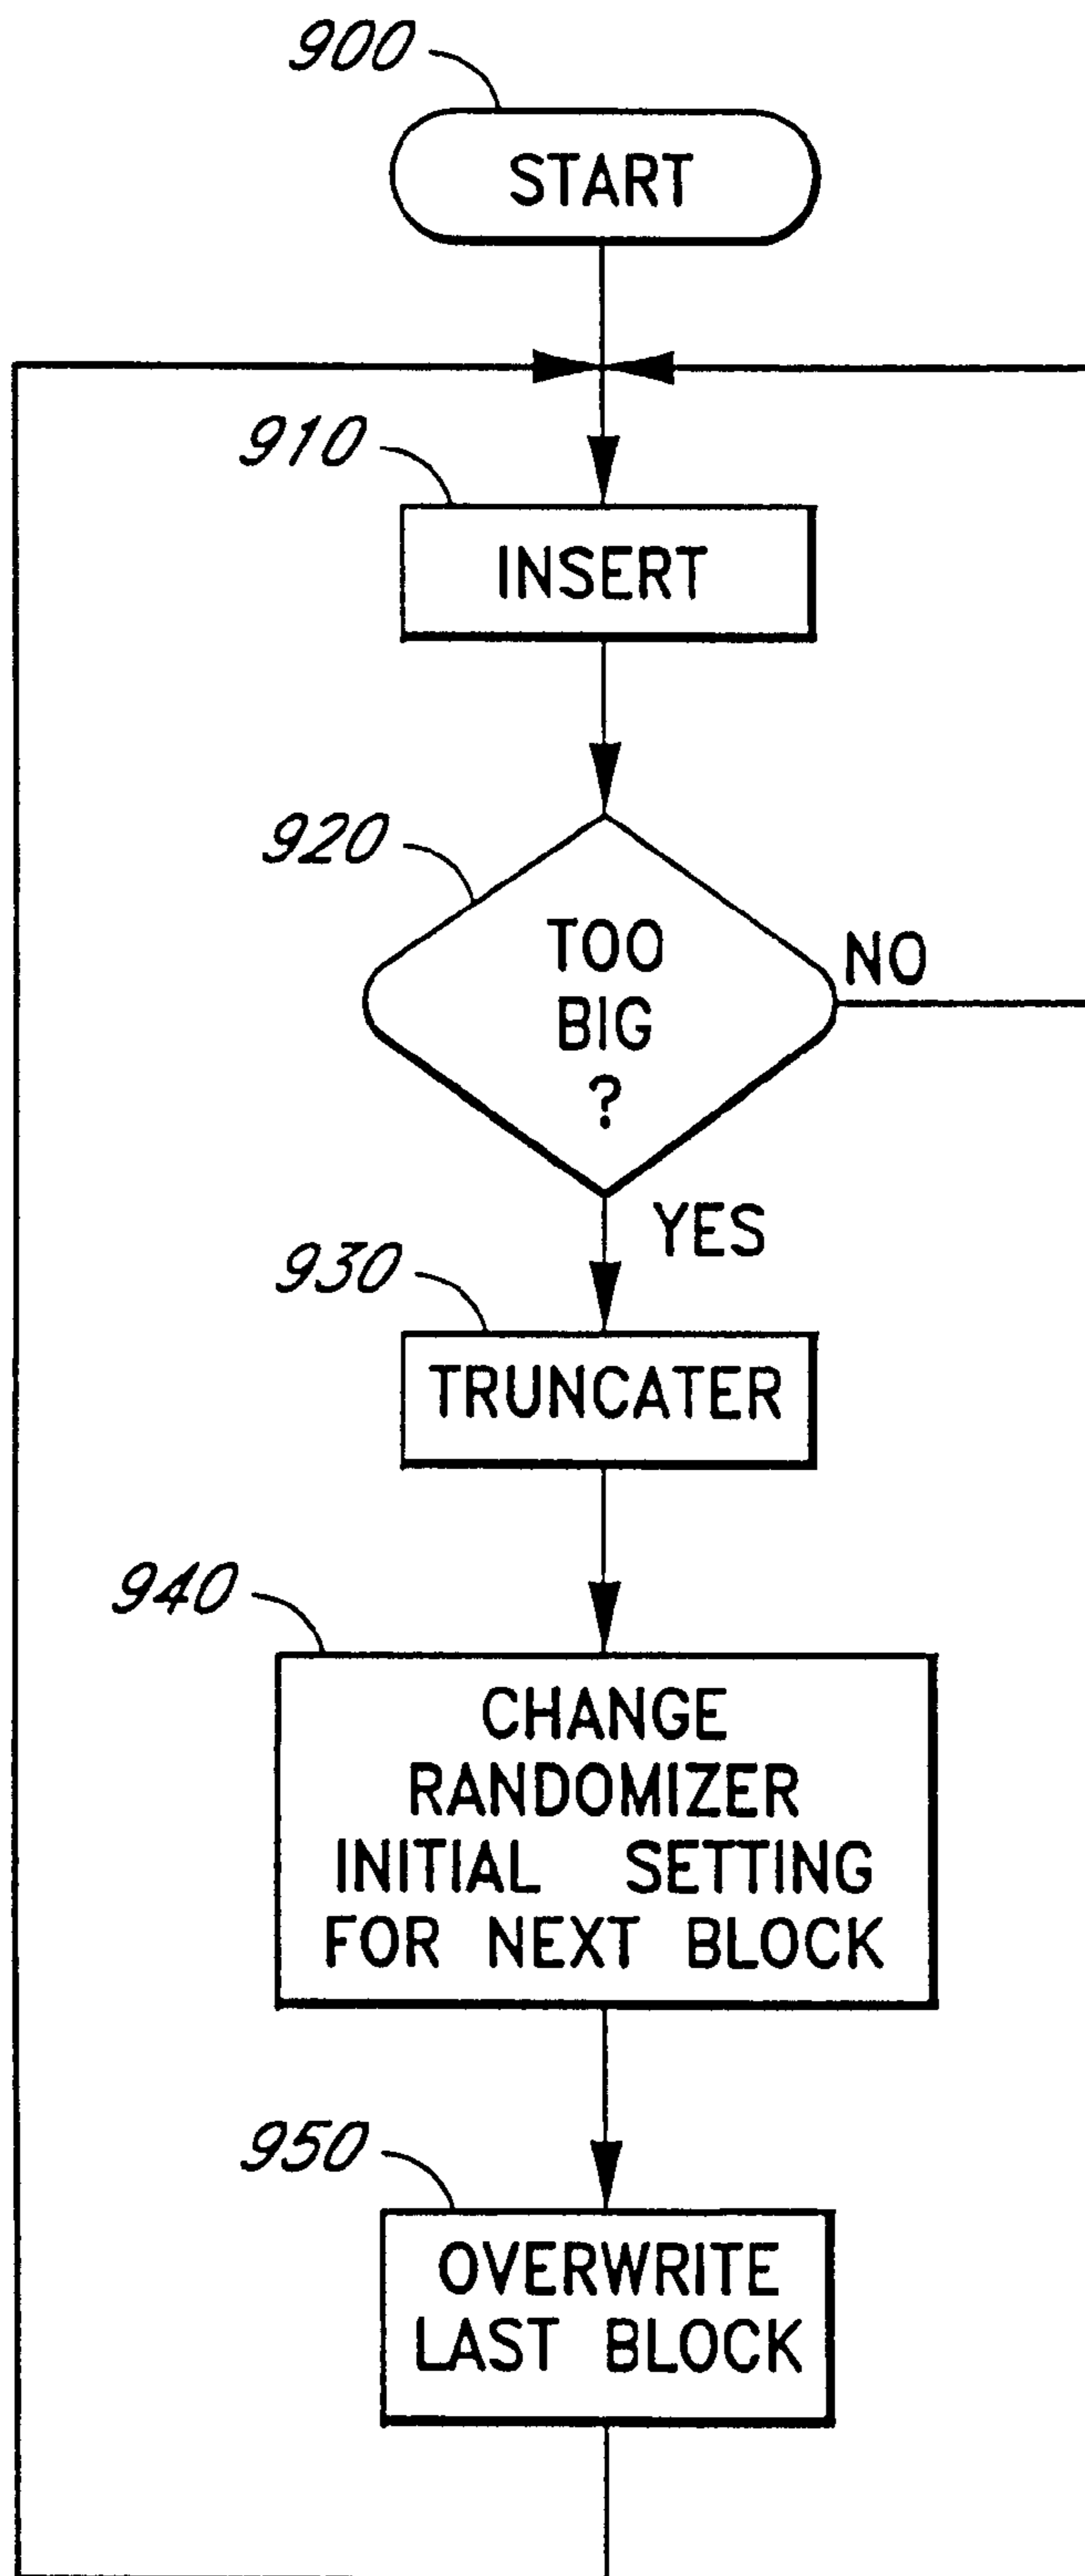 900
START
910
INSERT
920
TOO
BIG
?
NO
YES
930
TRUNCATER
940
CHANGE
RANDOMIZER
INITIAL SETTING
FOR NEXT BLOCK
950
OVERWRITE
LAST BLOCK